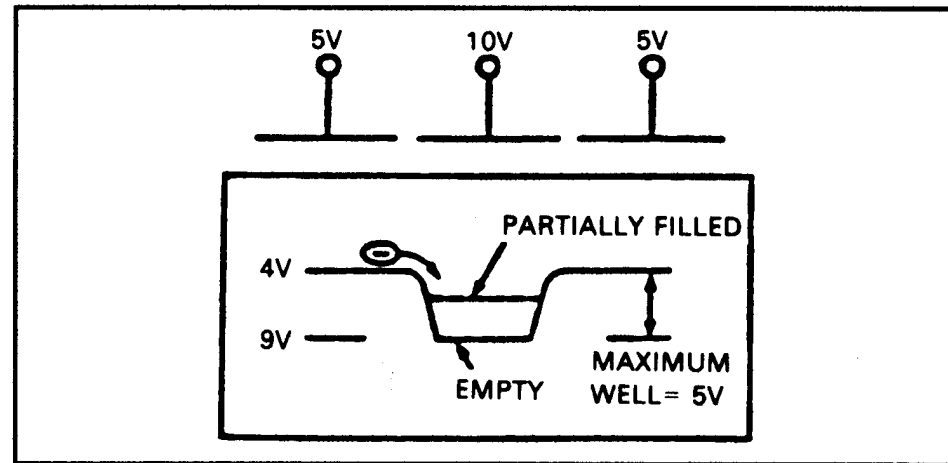 5V 10V 5V
PARTIALLY FILLED
4V
9V
EMPTY
MAXIMUM
WELL= 5V